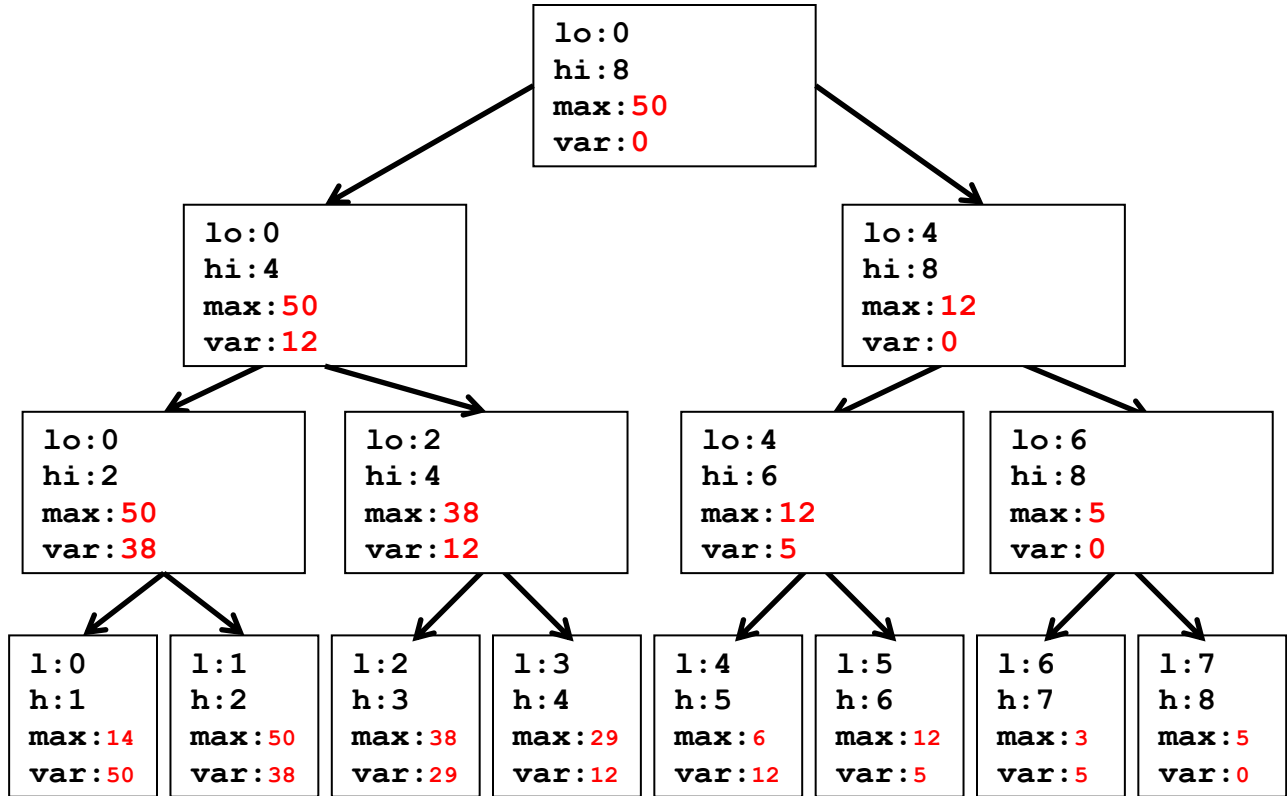 lo:0
hi:8
max:50
var:0
lo:0
hi:4
max:50
var:12
lo:4
hi:8
max:12
var:0
lo:0
hi:2
max:50
var:38
lo:2
hi:4
max:38
var:12
lo:4
hi:6
max:12
var:5
lo:6
hi:8
max:5
var:0
l:0
h:1
max:14
var:50
l:1
h:2
max:50
var:38
l:2
h:3
max:38
var:29
l:3
h:4
max:29
var:12
l:4
h:5
max:6
var:12
l:5
h:6
max:12
var:5
l:6
h:7
max:3
var:5
l:7
h:8
max:5
var:0